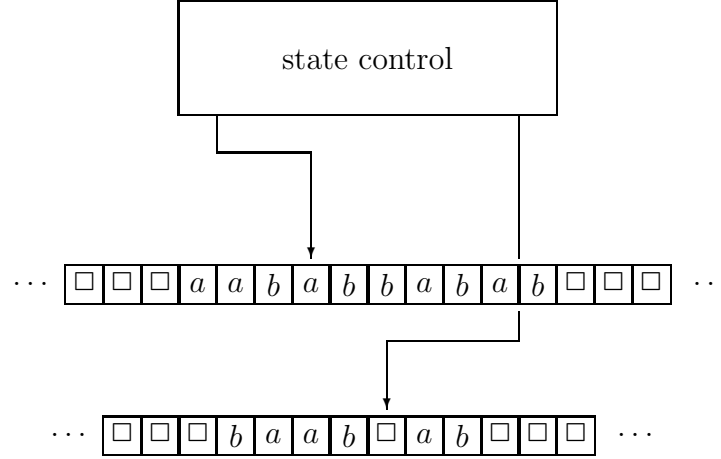 state control
··· □ □ □ a a b a b b a b a b □ □ □ ··
··· □ □ □ b a a b □ a b □ □ □ ···